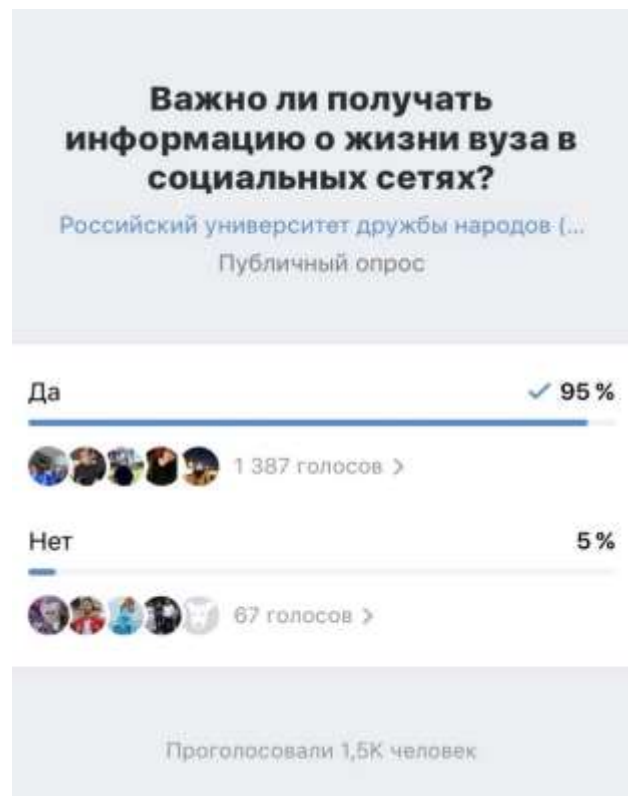 Важно ли получать
информацию о жизни вуза в
социальных сетях?
Российский университет дружбы народов (...
Публичный опрос
Да
95 %
1 387 голосов
Нет
5 %
67 голосов
Проголосовали 1,5K человек